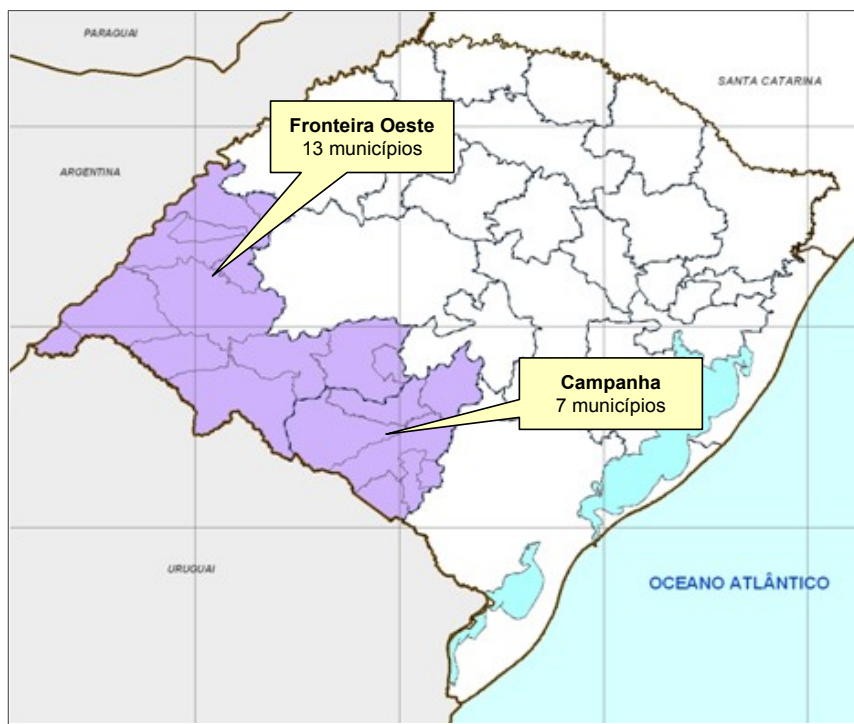 PARAGUAI
SANTA CATARINA
Fronteira Oeste
13 municípios
ARGENTINA
Campanha
7 municípios
URUGUAI
OCEANO ATLÂNTICO